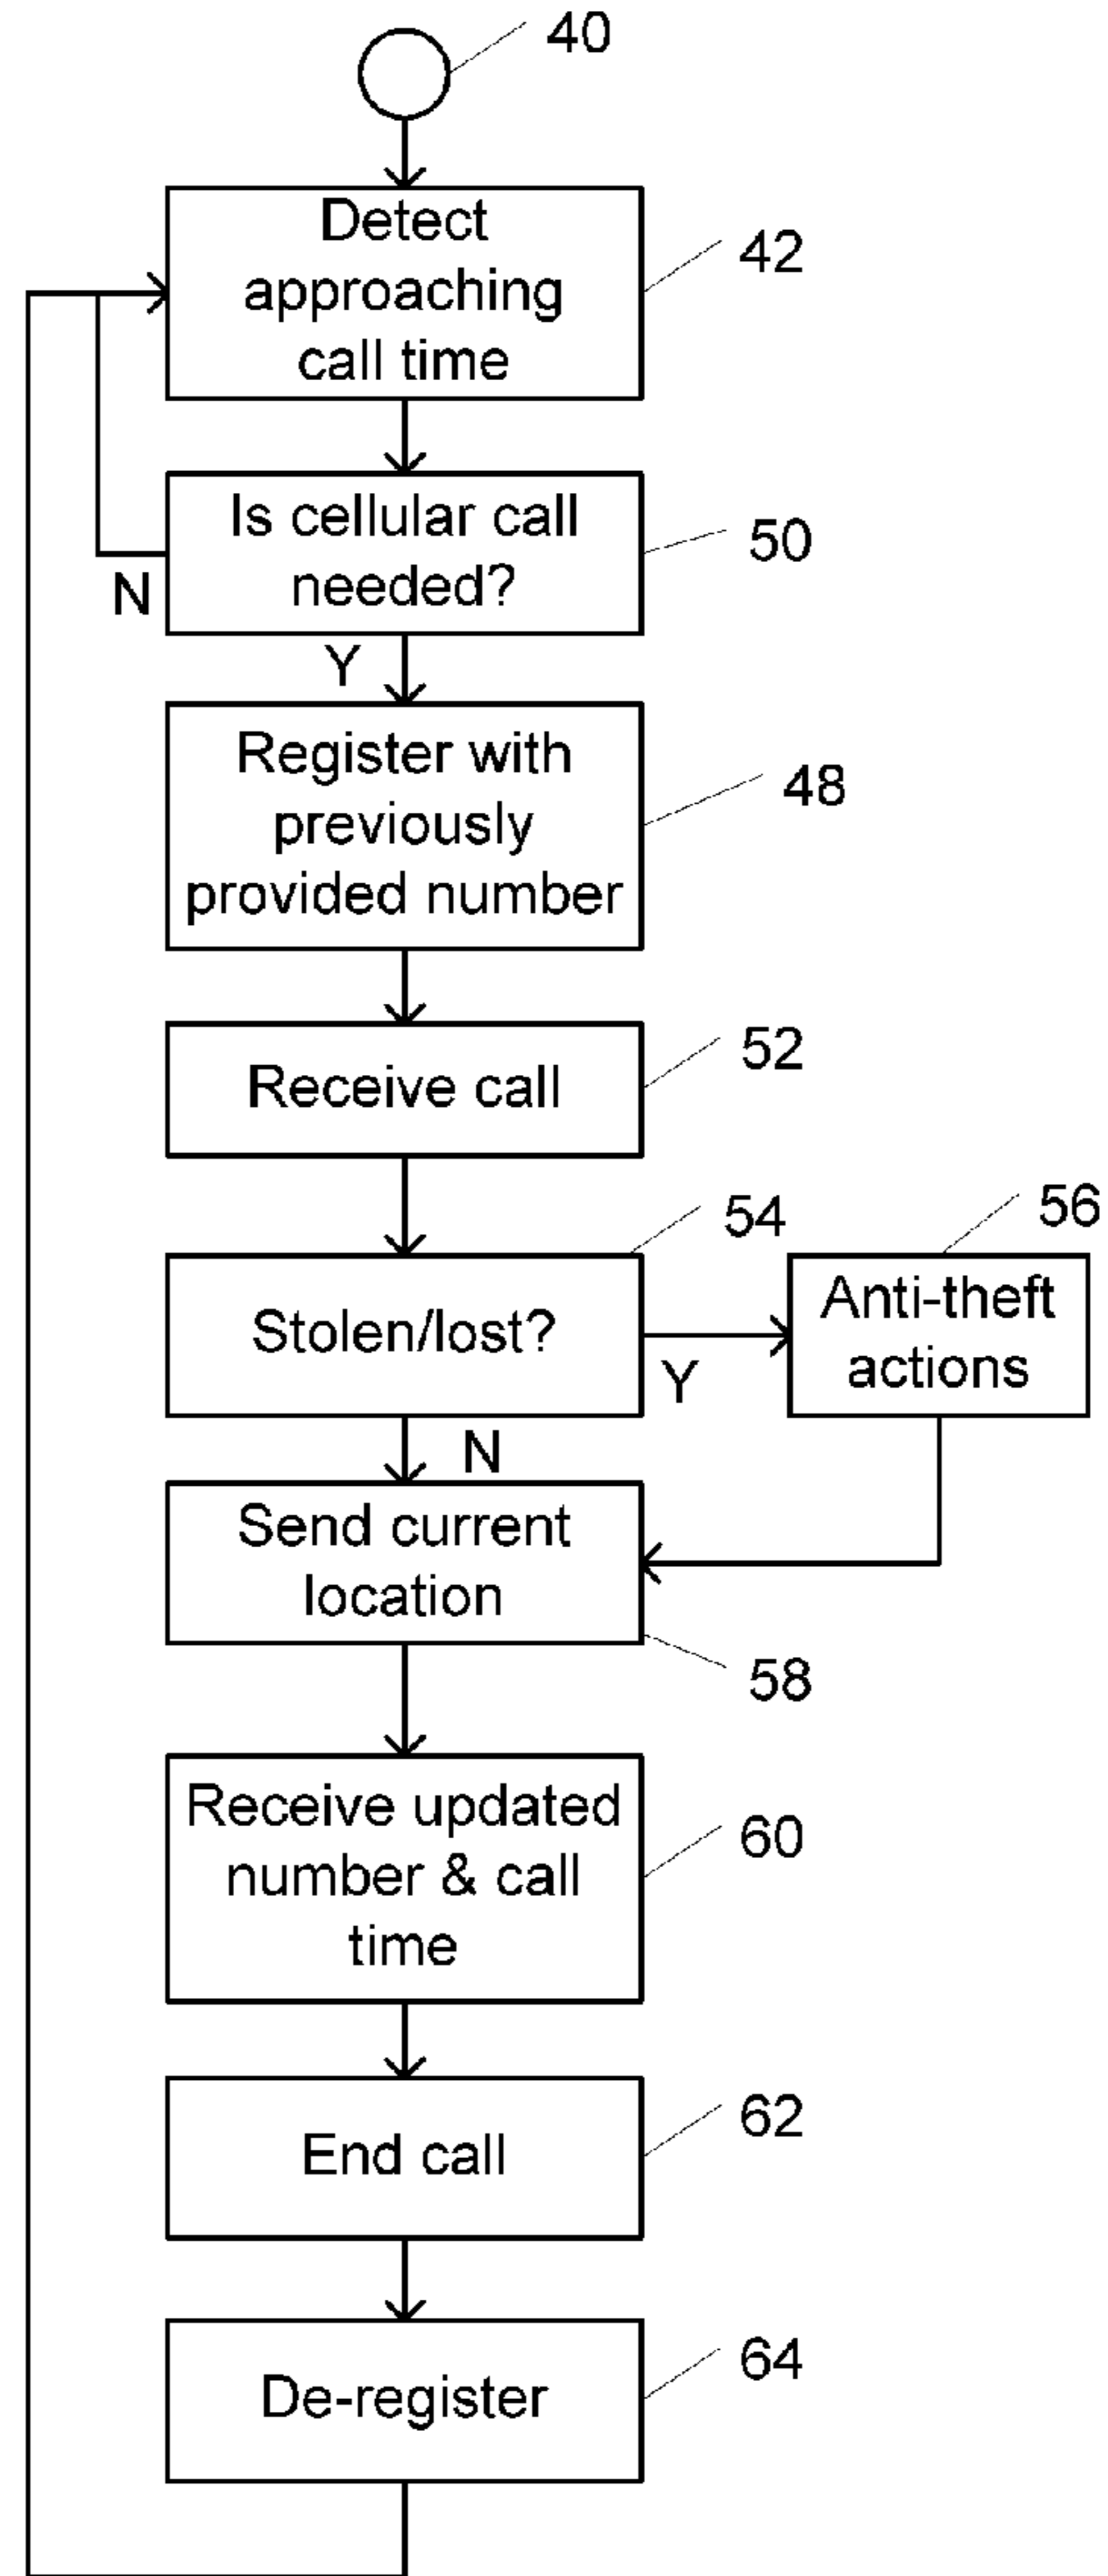 40
Detect
approaching
call time
42
Is cellular call
needed?
50
N
Y
Register with
previously
provided number
48
Receive call
52
54
56
Stolen/lost?
Y
Anti-theft
actions
N
Send current
location
58
Receive updated
number & call
time
60
End call
62
De-register
64